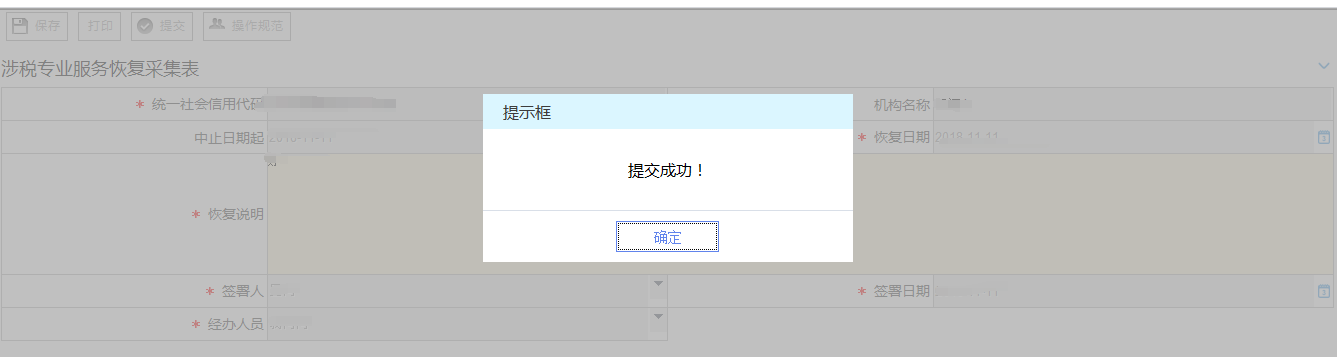 保存 打印 提交 操作规范
涉税专业服务恢复采集表
* 统一社会信用代码 机构名称
提示框
中止日期起 * 恢复日期 2018-11-11
提交成功！
* 恢复说明
确定
* 签署人 * 签署日期
* 经办人员